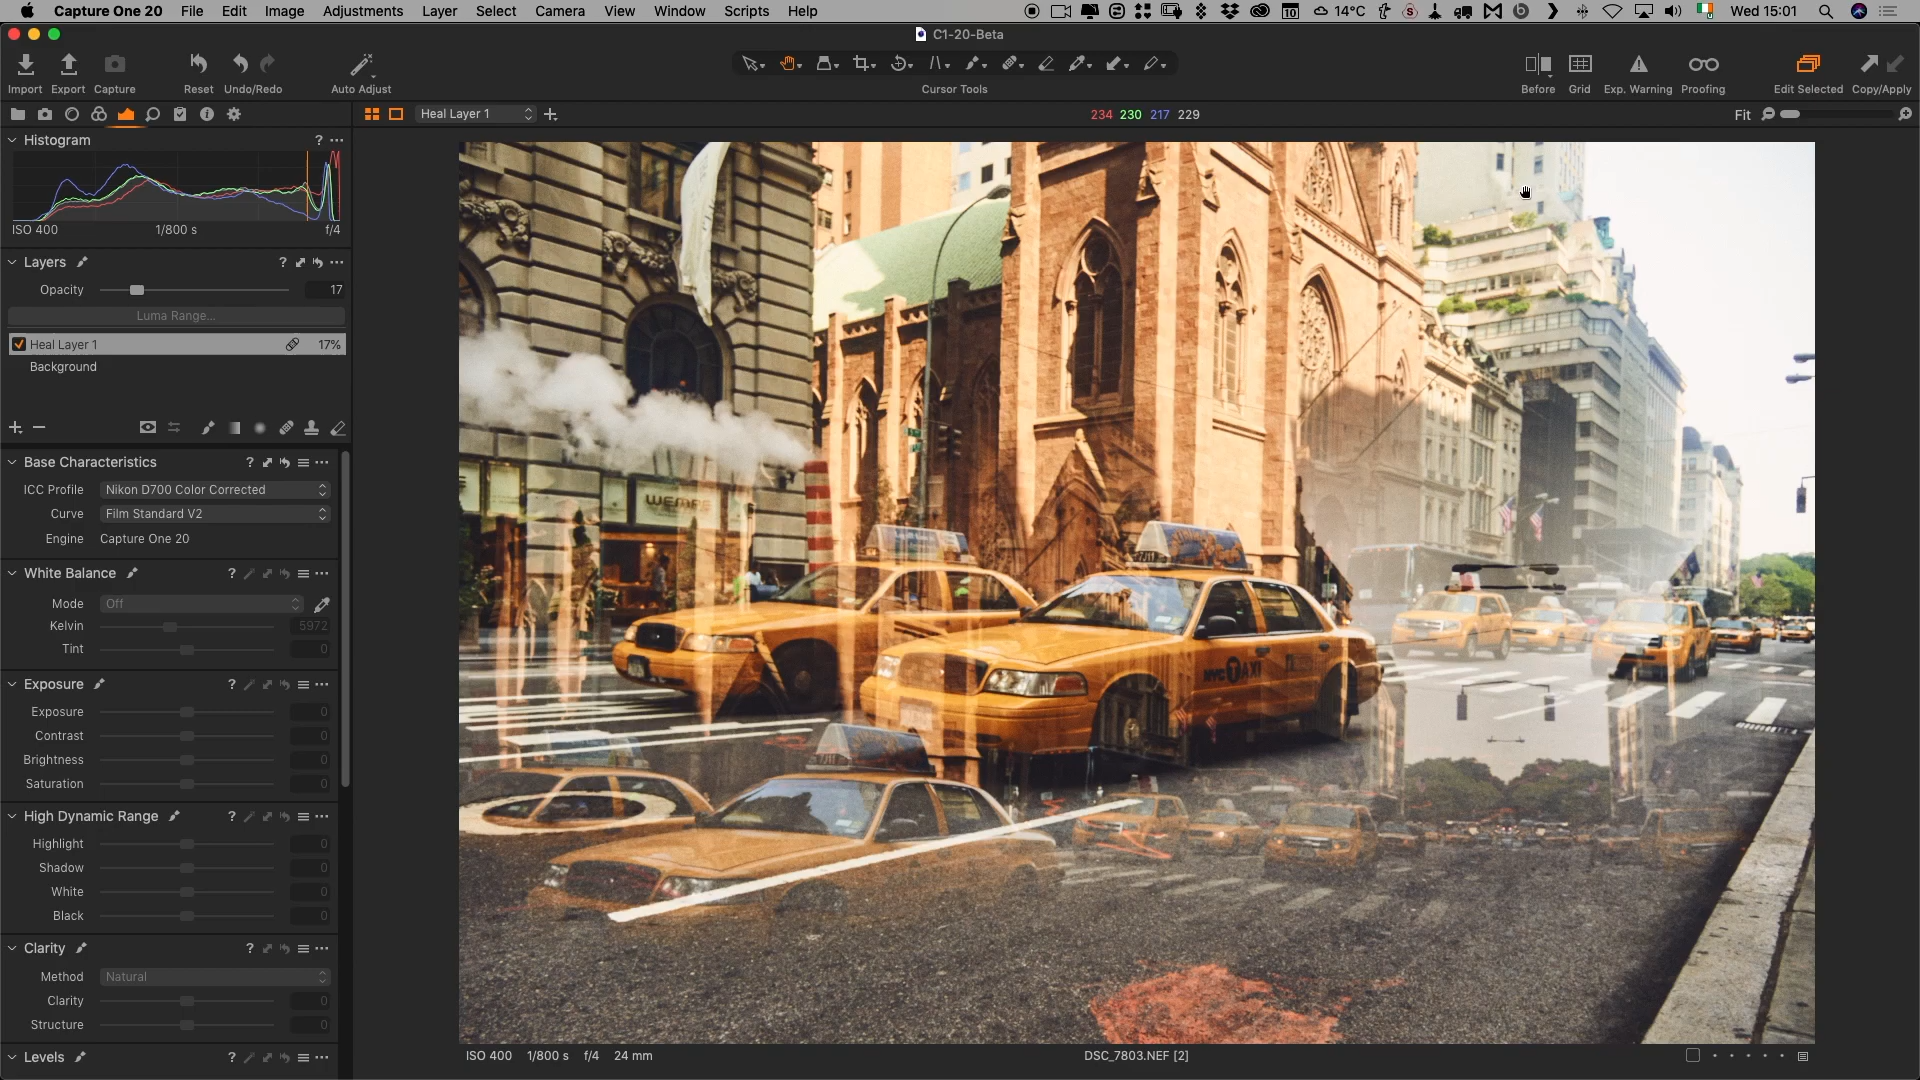 Capture One 20 File Edit Image Adjustments Layer Select Camera View Window Scripts Help 10 14°C Wed 15:01
C1-20-Beta
Import Export Capture Reset Undo/Redo Auto Adjust Cursor Tools Before Grid Exp. Warning Proofing Edit Selected Copy/Apply
Heal Layer 1 234 230 217 229 Fit
Histogram
ISO 400 1/800 s f/4
Layers
Opacity 17
Luma Range...
Heal Layer 1 17%
Background
Base Characteristics
ICC Profile Nikon D700 Color Corrected
Curve Film Standard V2
Engine Capture One 20
White Balance
Mode Off
Kelvin 5972
Tint 0
Exposure
Exposure 0
Contrast 0
Brightness 0
Saturation 0
High Dynamic Range
Highlight 0
Shadow 0
White 0
Black 0
Clarity
Method Natural
Clarity 0
Structure 0
Levels
WEMPE
7U11
NYC TAXI
ISO 400 1/800 s f/4 24 mm DSC_7803.NEF [2]